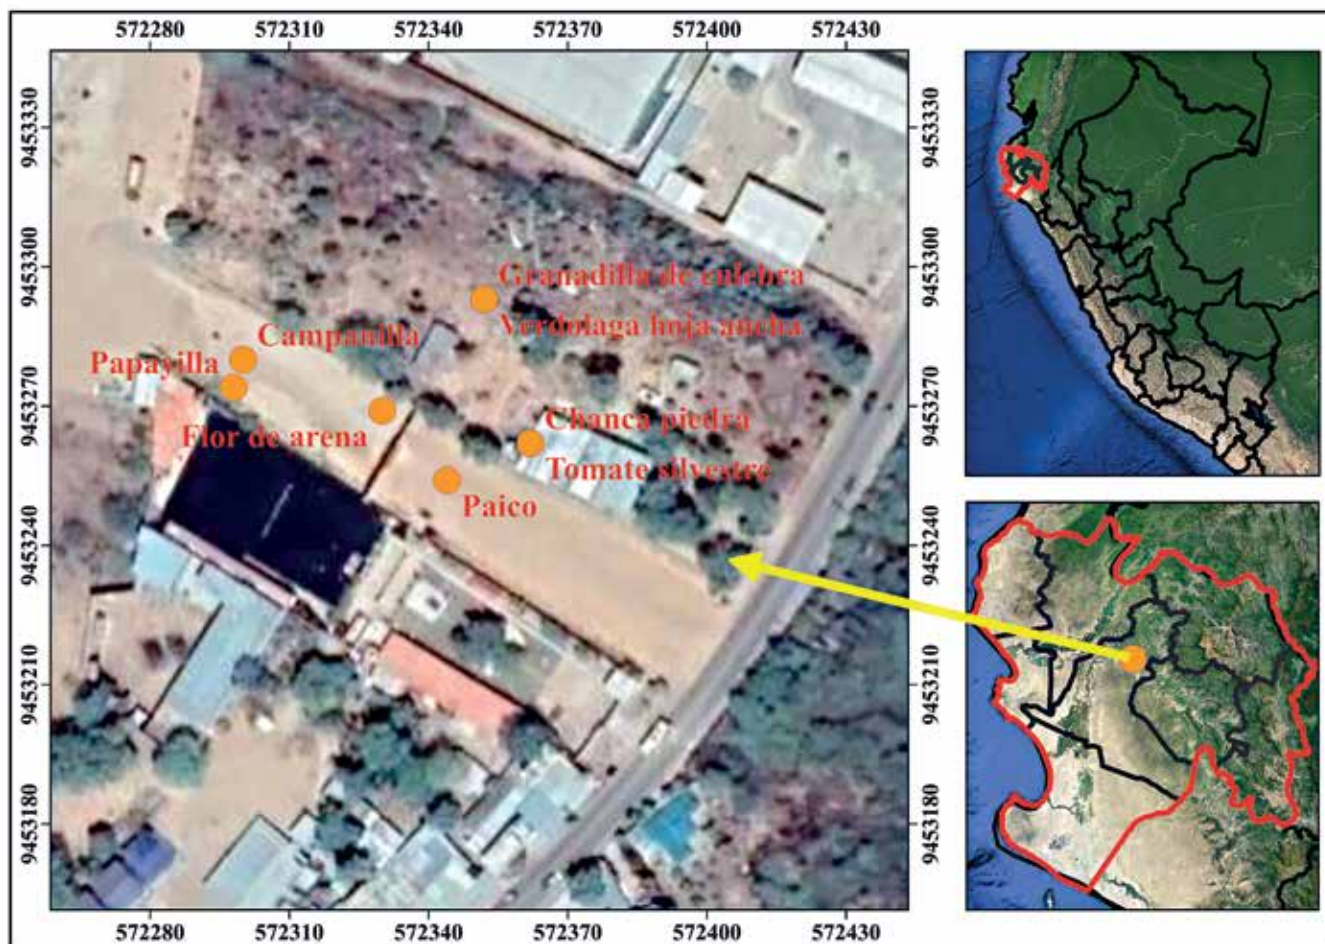 572280 572310 572340 572370 572400 572430
9453330 9453330
9453300 9453300
Granadilla de culebra
Verdolaga hoja ancha
Campanilla
Papayilla
9453270 9453270
Flor de arena
Chanca piedra
Tomate silvestre
Paico
9453240 9453240
9453210 9453210
9453180 9453180
572280 572310 572340 572370 572400 572430